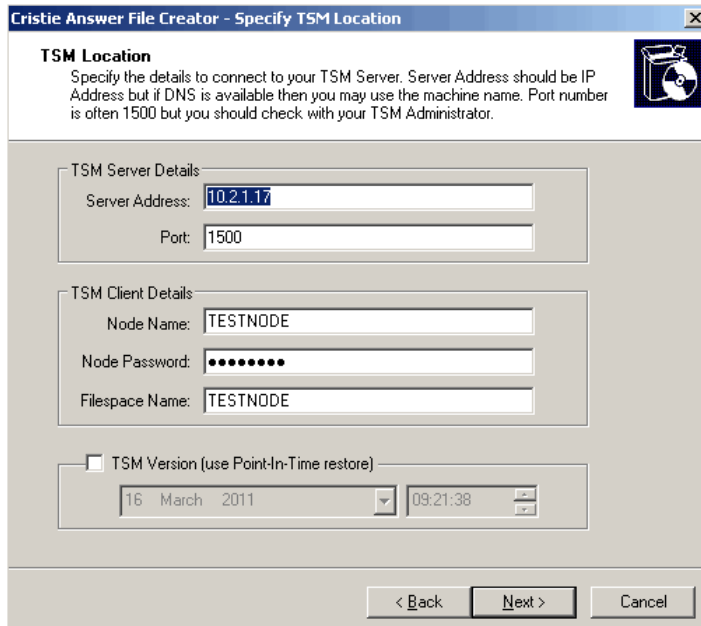 Cristie Answer File Creator - Specify TSM Location
TSM Location
Specify the details to connect to your TSM Server. Server Address should be IP
Address but if DNS is available then you may use the machine name. Port number
is often 1500 but you should check with your TSM Administrator.
TSM Server Details
Server Address: 10.2.1.17
Port: 1500
TSM Client Details
Node Name: TESTNODE
Node Password: ●●●●●●●●
Filespace Name: TESTNODE
TSM Version (use Point-In-Time restore)
16 March 2011 09:21:38
< Back Next > Cancel